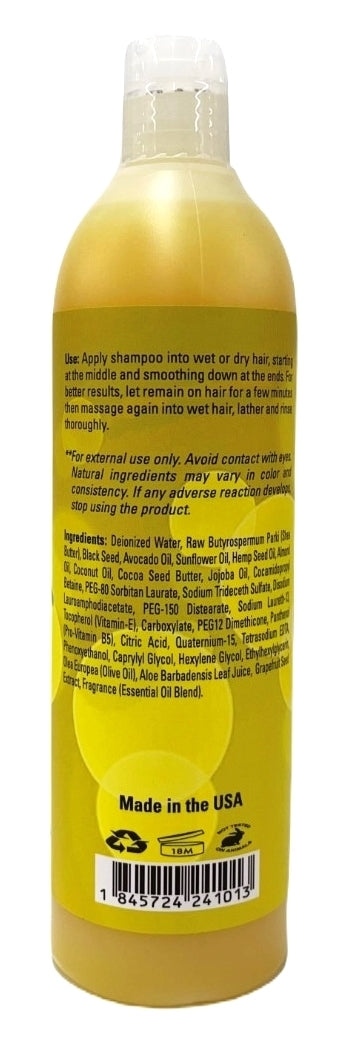 Use: Apply shampoo into wet or dry hair, starting
at the middle and smoothing down at the ends. For
better results, let remain on hair for a few minutes
then massage again into wet hair, lather and rinse
thoroughly.
**For external use only. Avoid contact with eyes.
Natural ingredients may vary in color and
consistency. If any adverse reaction develops,
stop using the product.
Ingredients: Deionized Water, Raw Butyrospermum Parkii (Shea
Butter), Black Seed, Avocado Oil, Sunflower Oil, Hemp Seed Oil, Almond
Oil, Coconut Oil, Cocoa Seed Butter, Jojoba Oil, Cocamidopropyl
Betaine, PEG-80 Sorbitan Laurate, Sodium Trideceth Sulfate, Disodium
Lauroamphodiacetate, PEG-150 Distearate, Sodium Laureth-13,
Tocopherol (Vitamin-E), Carboxylate, PEG12 Dimethicone, Panthenol
(Pro-Vitamin B5), Citric Acid, Quaternium-15, Tetrasodium EDTA,
Phenoxyethanol, Caprylyl Glycol, Hexylene Glycol, Ethylhexylglycerin,
Olea Europea (Olive Oil), Aloe Barbadensis Leaf Juice, Grapefruit Seed
Extract, Fragrance (Essential Oil Blend).
Made in the USA
18M
NOT TESTED
ON ANIMALS
1 845724 241013